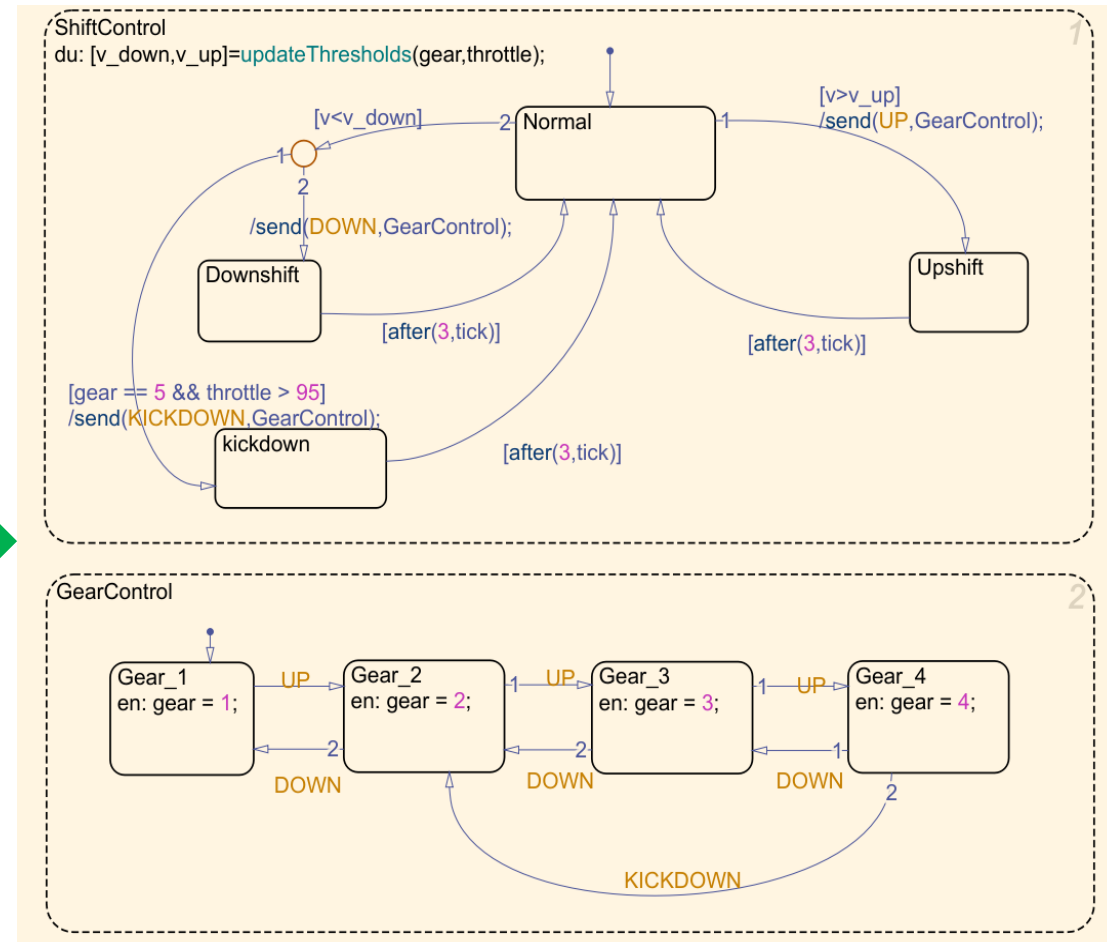 ShiftControl
1
du: [v_down,v_up]=updateThresholds(gear,throttle);
[v>v_up]
/send(UP,GearControl);
[v<v_down]
2
Normal
1
1
2
/send(DOWN,GearControl);
Downshift
Upshift
[after(3,tick)]
[after(3,tick)]
[gear == 5 && throttle > 95]
/send(KICKDOWN,GearControl);
kickdown
[after(3,tick)]
GearControl
2
Gear_1
en: gear = 1;
UP
Gear_2
en: gear = 2;
1
UP
Gear_3
en: gear = 3;
1
UP
Gear_4
en: gear = 4;
2
DOWN
2
DOWN
1
DOWN
2
KICKDOWN